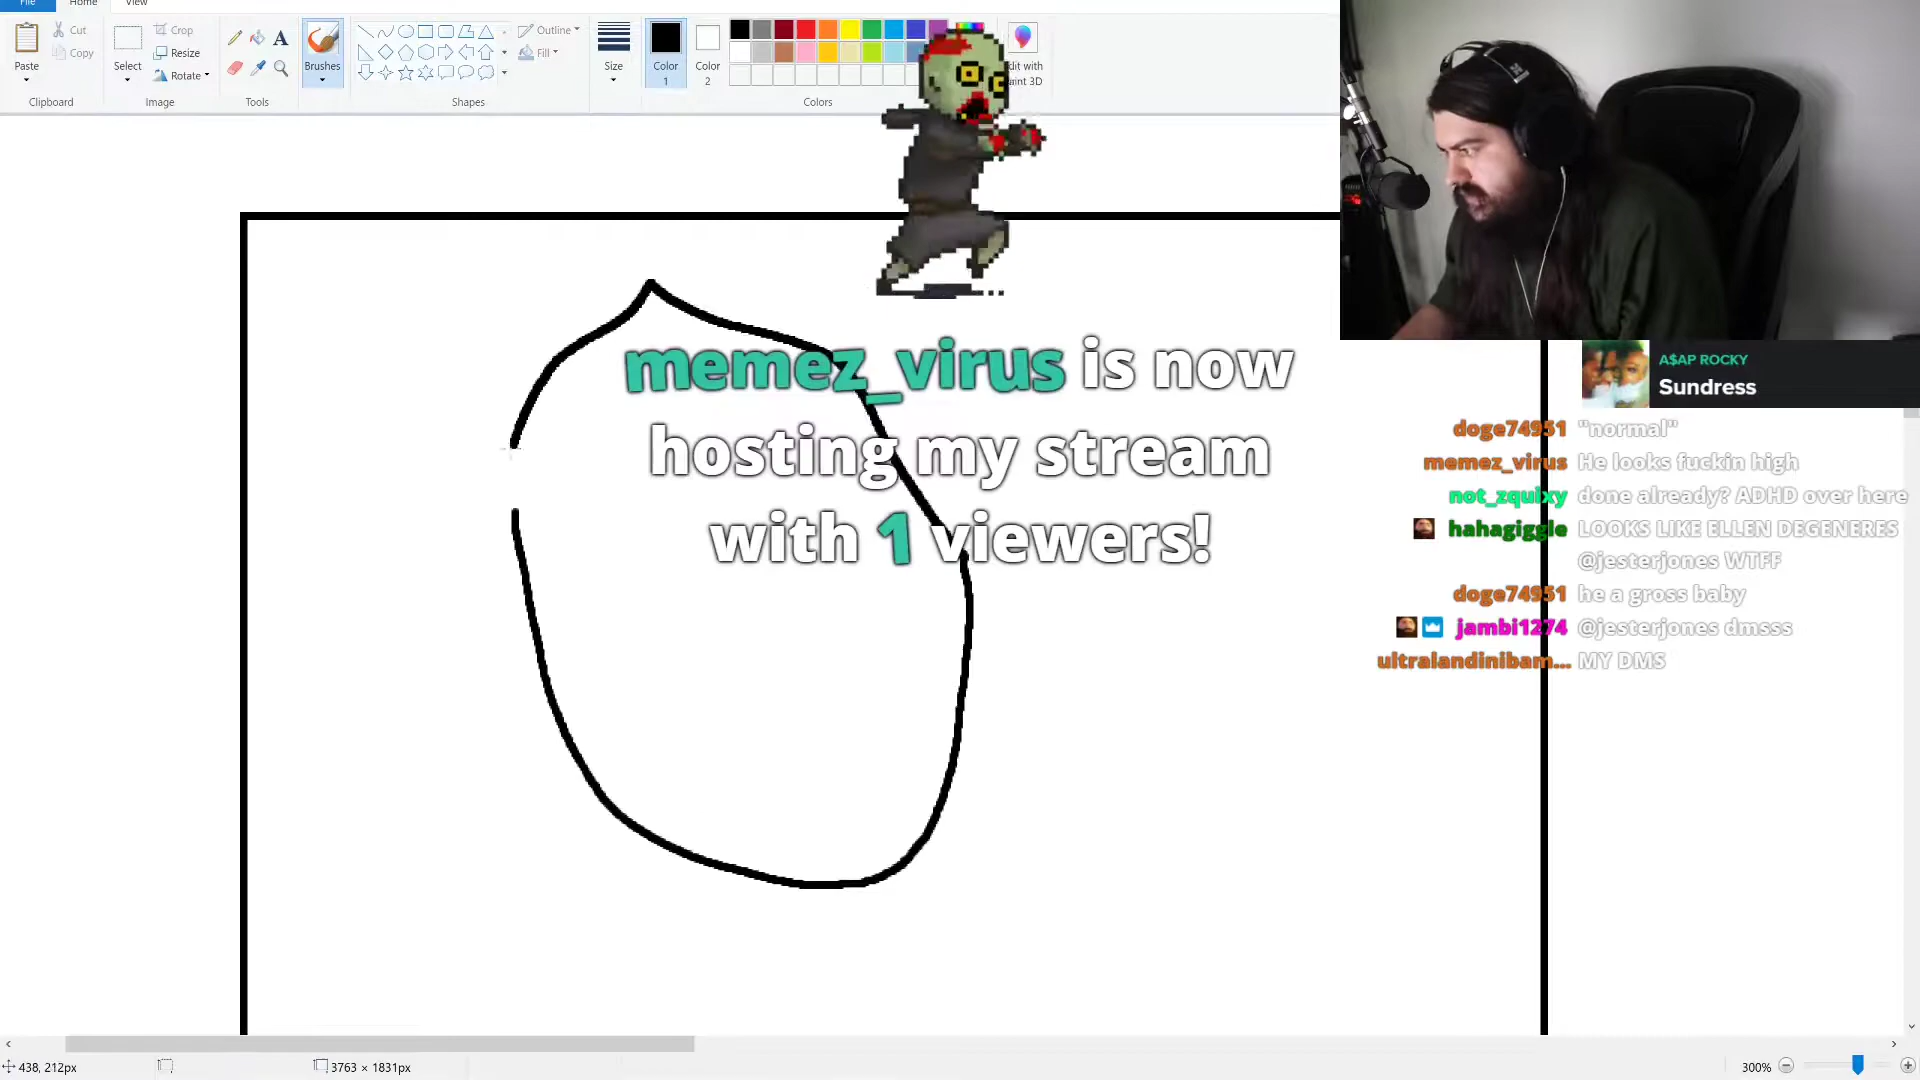 File
Home
View
Paste
Cut
Copy
Clipboard
Select
Crop
Resize
Rotate
Image
A
Tools
Brushes
Outline
Fill
Shapes
Size
Color
1
Color
2
Colors
memez_virus is now
hosting my stream
with 1 viewers!
A$AP ROCKY
Sundress
doge74951 "normal"
memez_virus He looks fuckin high
not_zquixy done already? ADHD over here
hahagiggle LOOKS LIKE ELLEN DEGENERES
@jesterjones WTFF
doge74951 he a gross baby
jambi1274 @jesterjones dmsss
ultralandinibam... MY DMS
438, 212px
3763 × 1831px
300%